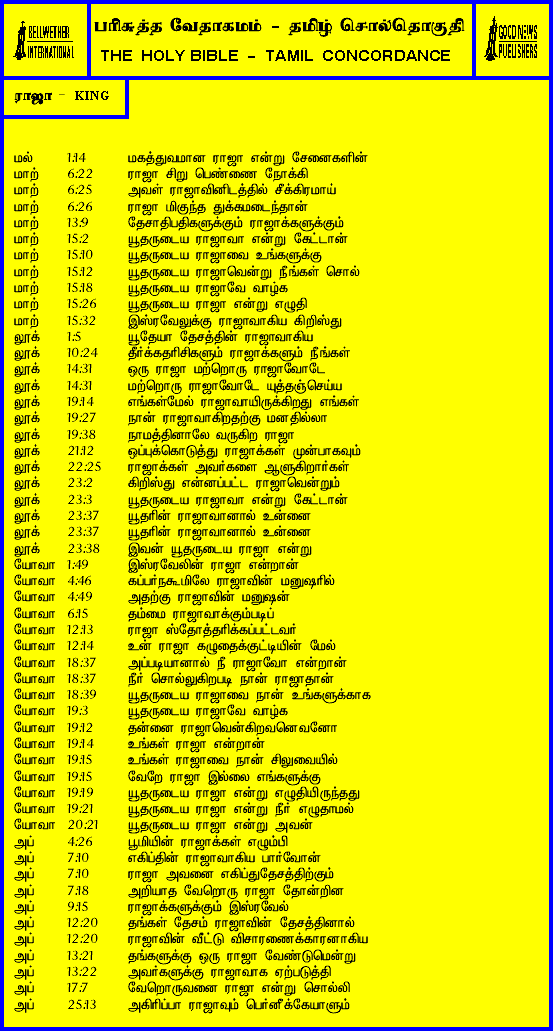 BELLWETHER
INTERNATIONAL
பரிசுத்த வேதாகமம் - தமிழ் சொல்தொகுதி
THE HOLY BIBLE - TAMIL CONCORDANCE
GOOD NEWS
PUBLISHERS
ராஜா - KING
மல் 1:14 மகத்துவமான ராஜா என்று சேனைகளின்
மாற் 6:22 ராஜா சிறு பெண்ணை நோக்கி
மாற் 6:25 அவள் ராஜாவினிடத்தில் சீக்கிரமாய்
மாற் 6:26 ராஜா மிகுந்த துக்கமடைந்தான்
மாற் 13:9 தேசாதிபதிகளுக்கும் ராஜாக்களுக்கும்
மாற் 15:2 யூதருடைய ராஜாவா என்று கேட்டான்
மாற் 15:10 யூதருடைய ராஜாவை உங்களுக்கு
மாற் 15:12 யூதருடைய ராஜாவென்று நீங்கள் சொல்
மாற் 15:18 யூதருடைய ராஜாவே வாழ்க
மாற் 15:26 யூதருடைய ராஜா என்று எழுதி
மாற் 15:32 இஸ்ரவேலுக்கு ராஜாவாகிய கிறிஸ்து
லூக் 1:5 யூதேயா தேசத்தின் ராஜாவாகிய
லூக் 10:24 தீர்க்கதரிசிகளும் ராஜாக்களும் நீங்கள்
லூக் 14:31 ஒரு ராஜா மற்றொரு ராஜாவோடே
லூக் 14:31 மற்றொரு ராஜாவோடே யுத்தஞ்செய்ய
லூக் 19:14 எங்கள்மேல் ராஜாவாயிருக்கிறது எங்கள்
லூக் 19:27 நான் ராஜாவாகிறதற்கு மனதில்லா
லூக் 19:38 நாமத்தினாலே வருகிற ராஜா
லூக் 21:12 ஒப்புக்கொடுத்து ராஜாக்கள் முன்பாகவும்
லூக் 22:25 ராஜாக்கள் அவர்களை ஆளுகிறார்கள்
லூக் 23:2 கிறிஸ்து என்னப்பட்ட ராஜாவென்றும்
லூக் 23:3 யூதருடைய ராஜாவா என்று கேட்டான்
லூக் 23:37 யூதரின் ராஜாவானால் உன்னை
லூக் 23:37 யூதரின் ராஜாவானால் உன்னை
லூக் 23:38 இவன் யூதருடைய ராஜா என்று
யோவா 1:49 இஸ்ரவேலின் ராஜா என்றான்
யோவா 4:46 கப்பர்நகூமிலே ராஜாவின் மனுஷரில்
யோவா 4:49 அதற்கு ராஜாவின் மனுஷன்
யோவா 6:15 தம்மை ராஜாவாக்கும்படிப்
யோவா 12:13 ராஜா ஸ்தோத்தரிக்கப்பட்டவர்
யோவா 12:14 உன் ராஜா கழுதைக்குட்டியின் மேல்
யோவா 18:37 அப்படியானால் நீ ராஜாவோ என்றான்
யோவா 18:37 நீர் சொல்லுகிறபடி நான் ராஜாதான்
யோவா 18:39 யூதருடைய ராஜாவை நான் உங்களுக்காக
யோவா 19:3 யூதருடைய ராஜாவே வாழ்க
யோவா 19:12 தன்னை ராஜாவென்கிறவனெவனோ
யோவா 19:14 உங்கள் ராஜா என்றான்
யோவா 19:15 உங்கள் ராஜாவை நான் சிலுவையில்
யோவா 19:15 வேறே ராஜா இல்லை எங்களுக்கு
யோவா 19:19 யூதருடைய ராஜா என்று எழுதியிருந்தது
யோவா 19:21 யூதருடைய ராஜா என்று நீர் எழுதாமல்
யோவா 20:21 யூதருடைய ராஜா என்று அவன்
அப் 4:26 பூமியின் ராஜாக்கள் எழும்பி
அப் 7:10 எகிப்தின் ராஜாவாகிய பார்வோன்
அப் 7:10 ராஜா அவனை எகிப்துதேசத்திற்கும்
அப் 7:18 அறியாத வேறொரு ராஜா தோன்றின
அப் 9:15 ராஜாக்களுக்கும் இஸ்ரவேல்
அப் 12:20 தங்கள் தேசம் ராஜாவின் தேசத்தினால்
அப் 12:20 ராஜாவின் வீட்டு விசாரணைக்காரனாகிய
அப் 13:21 தங்களுக்கு ஒரு ராஜா வேண்டுமென்று
அப் 13:22 அவர்களுக்கு ராஜாவாக ஏற்படுத்தி
அப் 17:7 வேறொருவனை ராஜா என்று சொல்லி
அப் 25:13 அகிரிப்பா ராஜாவும் பெர்னீக்கேயாளும்